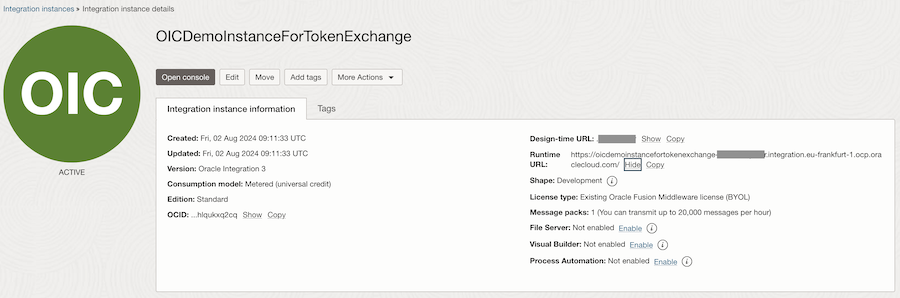 Integration instances > Integration instance details
OICDemoInstanceForTokenExchange
OIC
ACTIVE
Open console Edit Move Add tags More Actions
Integration instance information Tags
Created: Fri, 02 Aug 2024 09:11:33 UTC
Updated: Fri, 02 Aug 2024 09:11:33 UTC
Version: Oracle Integration 3
Consumption model: Metered (universal credit)
Edition: Standard
OCID: ...hlqukxq2cq Show Copy
Design-time URL: Show Copy
Runtime URL: https://oicdemoinstancefortokenexchange- r.integration.eu-frankfurt-1.ocp.ora
claecloud.com/ Hide Copy
Shape: Development
License type: Existing Oracle Fusion Middleware license (BYOL)
Message packs: 1 (You can transmit up to 20,000 messages per hour)
File Server: Not enabled Enable
Visual Builder: Not enabled Enable
Process Automation: Not enabled Enable